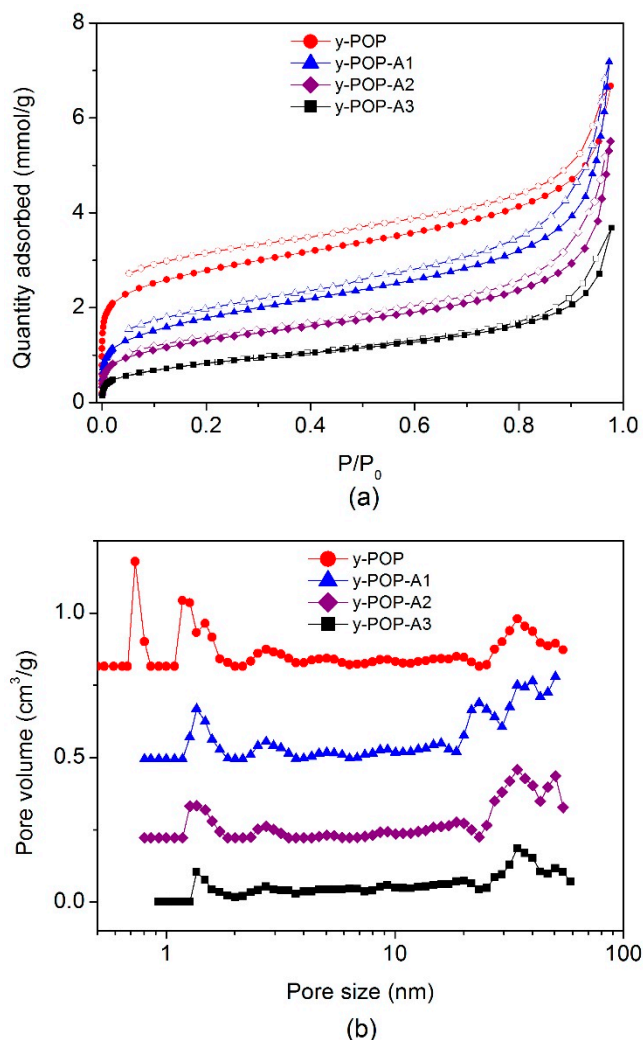 8
6
4
2
0
Quantity adsorbed (mmol/g)
y-POP
y-POP-A1
y-POP-A2
y-POP-A3
0.0 0.2 0.4 0.6 0.8 1.0
P/P₀
(a)
1.0
0.5
0.0
Pore volume (cm³/g)
y-POP
y-POP-A1
y-POP-A2
y-POP-A3
1 10 100
Pore size (nm)
(b)